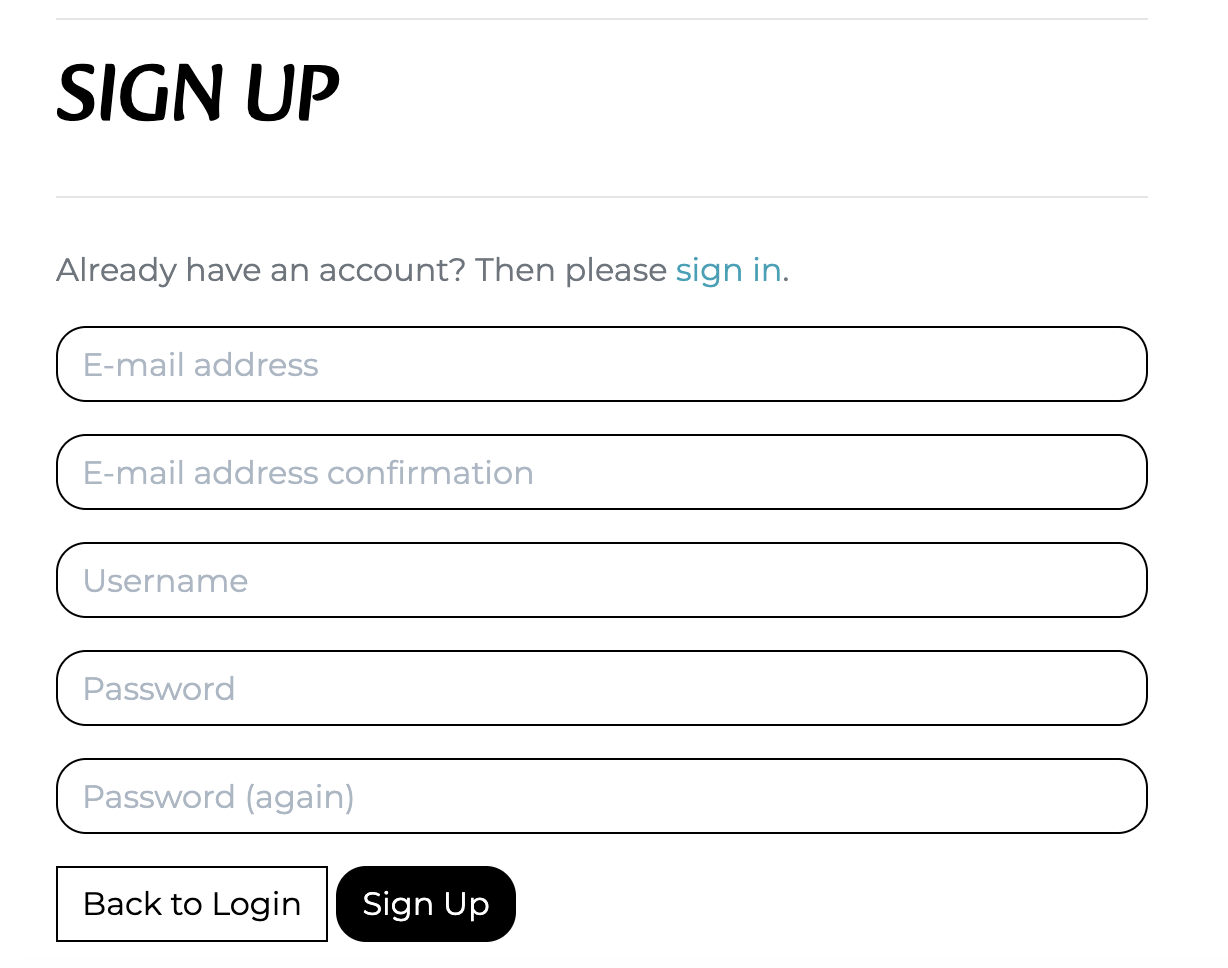 SIGN UP
Already have an account? Then please sign in.
E-mail address
E-mail address confirmation
Username
Password
Password (again)
Back to Login
Sign Up